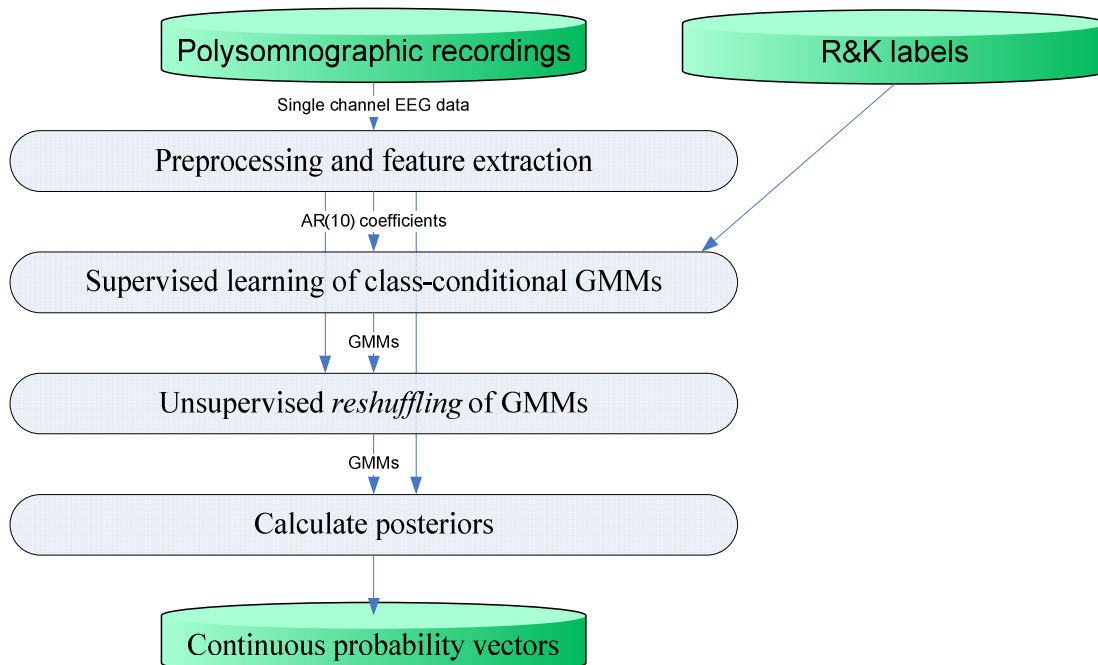 Polysomnographic recordings
R&K labels
Single channel EEG data
Preprocessing and feature extraction
AR(10) coefficients
Supervised learning of class-conditional GMMs
GMMs
Unsupervised reshuffling of GMMs
GMMs
Calculate posteriors
Continuous probability vectors